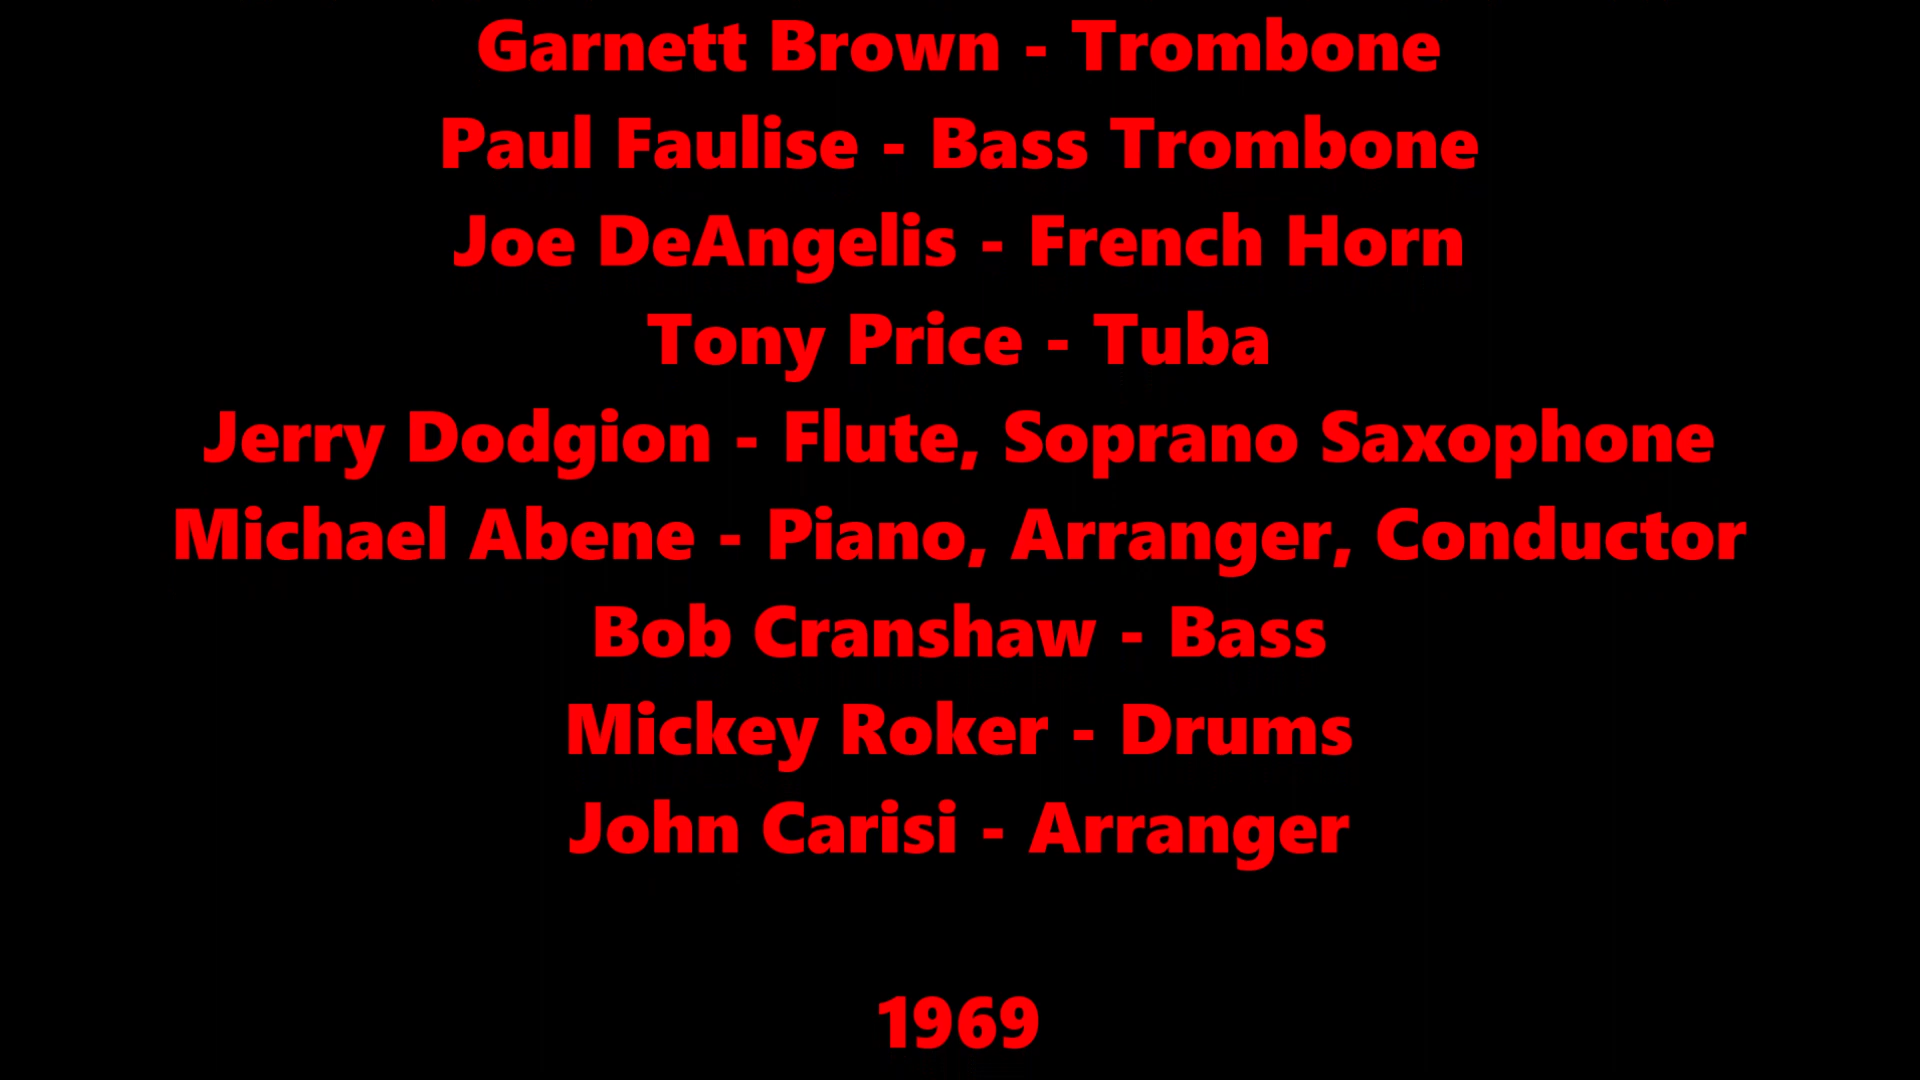 Garnett Brown - Trombone
Paul Faulise - Bass Trombone
Joe DeAngelis - French Horn
Tony Price - Tuba
Jerry Dodgion - Flute, Soprano Saxophone
Michael Abene - Piano, Arranger, Conductor
Bob Cranshaw - Bass
Mickey Roker - Drums
John Carisi - Arranger
1969